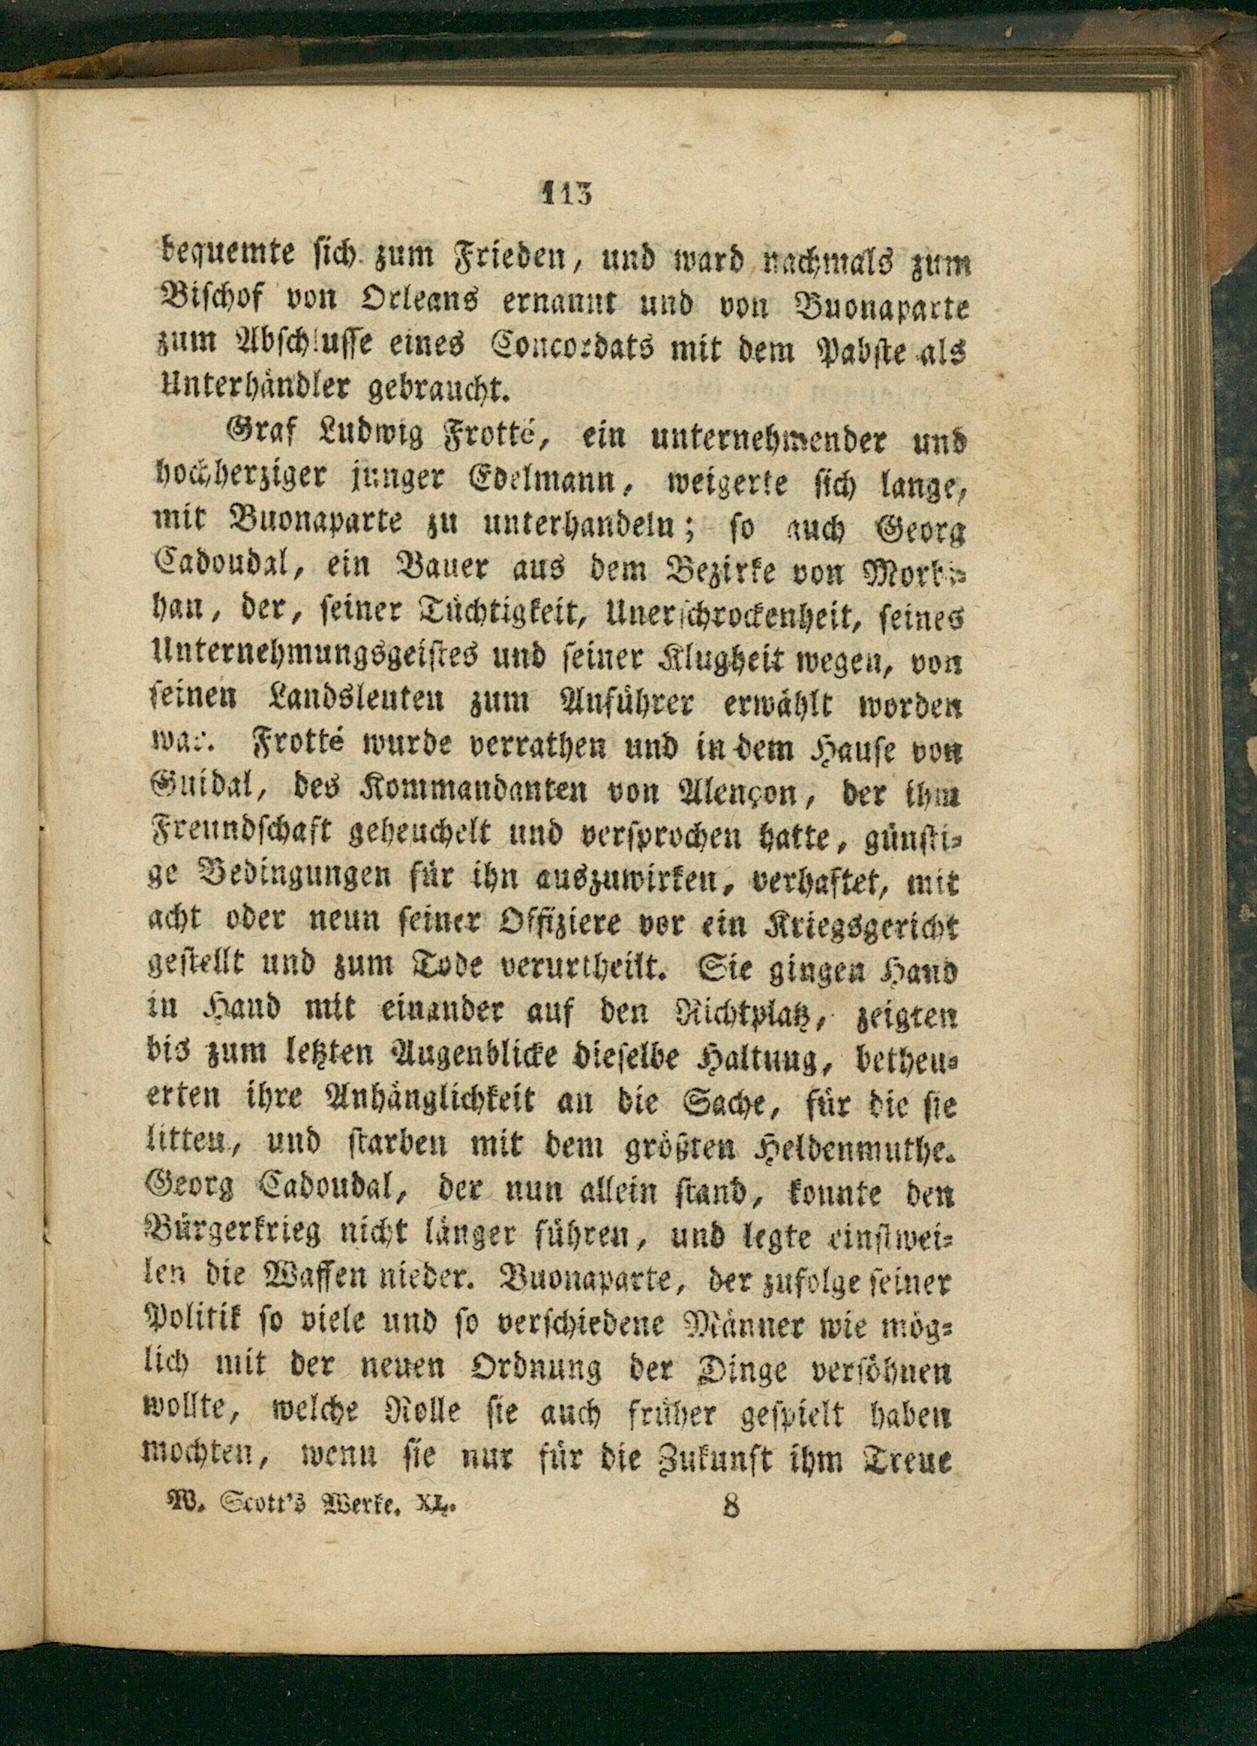 113
bequemte sich zum Frieden, und ward nachmals zum
Bischof von Orleans ernannt und von Buonaparte
zum Abschlusse eines Concordats mit dem Pabste als
Unterhändler gebraucht.
Graf Ludwig Frotté, ein unternehmender und
hochherziger junger Edelmann, weigerte sich lange,
mit Buonaparte zu unterhandeln; so auch Georg
Cadoudal, ein Bauer aus dem Bezirke von Morbi-
han, der, seiner Tüchtigkeit, Unerschrockenheit, seines
Unternehmungsgeistes und seiner Klugheit wegen, von
seinen Landsleuten zum Anführer erwählt worden
war. Frotté wurde verrathen und in dem Hause von
Guidal, des Kommandanten von Alençon, der ihm
Freundschaft geheuchelt und versprochen hatte, günsti-
ge Bedingungen für ihn auszuwirken, verhaftet, mit
acht oder neun seiner Offiziere vor ein Kriegsgericht
gestellt und zum Tode verurtheilt. Sie gingen Hand
in Hand mit einander auf den Richtplatz, zeigten
bis zum letzten Augenblicke dieselbe Haltung, betheu-
erten ihre Anhänglichkeit an die Sache, für die sie
litten, und starben mit dem größten Heldenmuthe.
Georg Cadoudal, der nun allein stand, konnte den
Bürgerkrieg nicht länger führen, und legte einstwei-
len die Waffen nieder. Buonaparte, der zufolge seiner
Politik so viele und so verschiedene Männer wie mög-
lich mit der neuen Ordnung der Dinge versöhnen
wollte, welche Rolle sie auch früher gespielt haben
mochten, wenn sie nur für die Zukunft ihm Treue
W. Scott's Werke. XL. 8